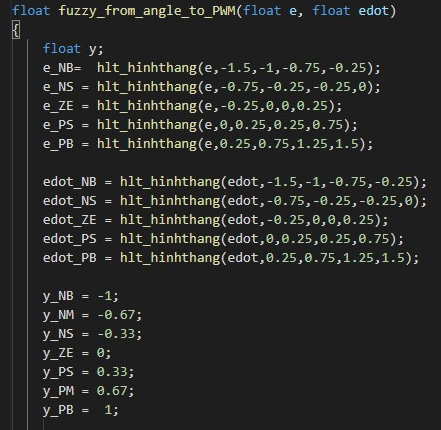 float fuzzy_from_angle_to_PWM(float e, float edot)
{
float y;
e_NB=  hlt_hinhthang(e,-1.5,-1,-0.75,-0.25);
e_NS = hlt_hinhthang(e,-0.75,-0.25,-0.25,0);
e_ZE = hlt_hinhthang(e,-0.25,0,0,0.25);
e_PS = hlt_hinhthang(e,0,0.25,0.25,0.75);
e_PB = hlt_hinhthang(e,0.25,0.75,1.25,1.5);
edot_NB = hlt_hinhthang(edot,-1.5,-1,-0.75,-0.25);
edot_NS = hlt_hinhthang(edot,-0.75,-0.25,-0.25,0);
edot_ZE = hlt_hinhthang(edot,-0.25,0,0,0.25);
edot_PS = hlt_hinhthang(edot,0,0.25,0.25,0.75);
edot_PB = hlt_hinhthang(edot,0.25,0.75,1.25,1.5);
y_NB = -1;
y_NM = -0.67;
y_NS = -0.33;
y_ZE = 0;
y_PS = 0.33;
y_PM = 0.67;
y_PB =  1;